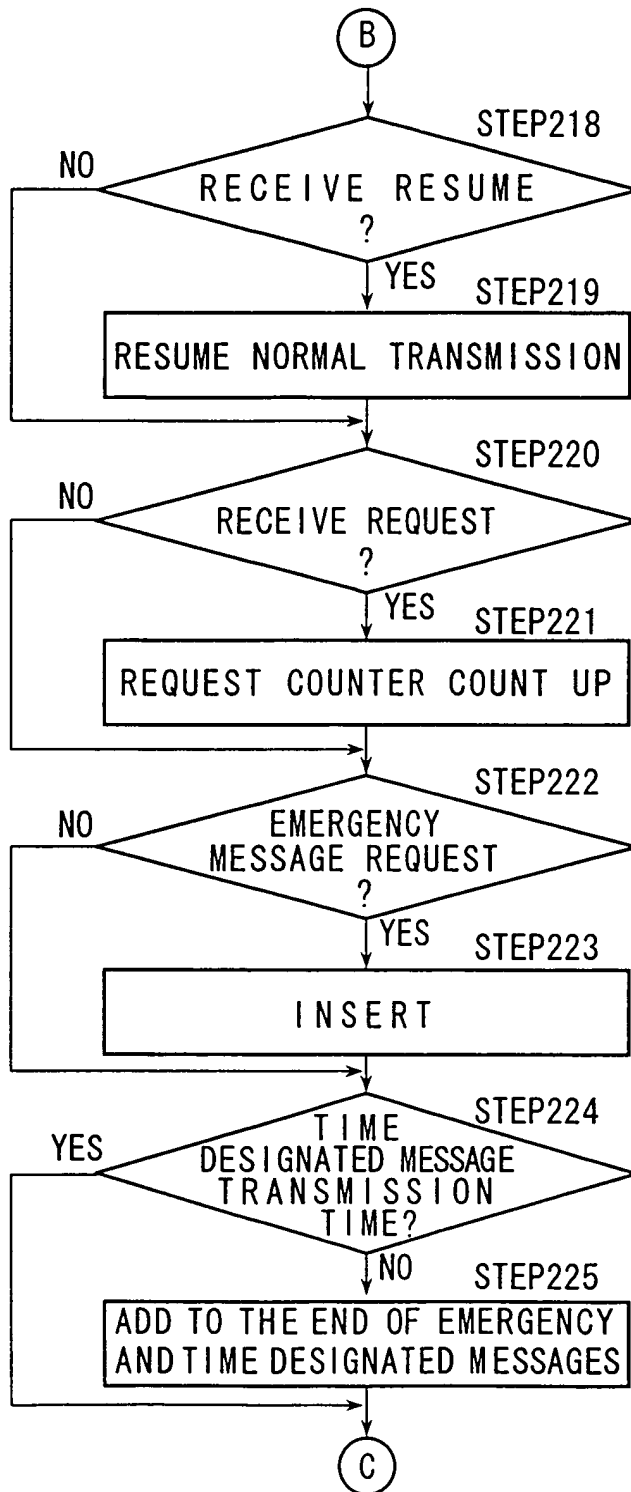 B
STEP218
NO
RECEIVE RESUME
?
YES
STEP219
RESUME NORMAL TRANSMISSION
STEP220
NO
RECEIVE REQUEST
?
YES
STEP221
REQUEST COUNTER COUNT UP
STEP222
NO
EMERGENCY
MESSAGE REQUEST
?
YES
STEP223
INSERT
STEP224
YES
TIME
DESIGNATED MESSAGE
TRANSMISSION
TIME?
NO
STEP225
ADD TO THE END OF EMERGENCY
AND TIME DESIGNATED MESSAGES
C